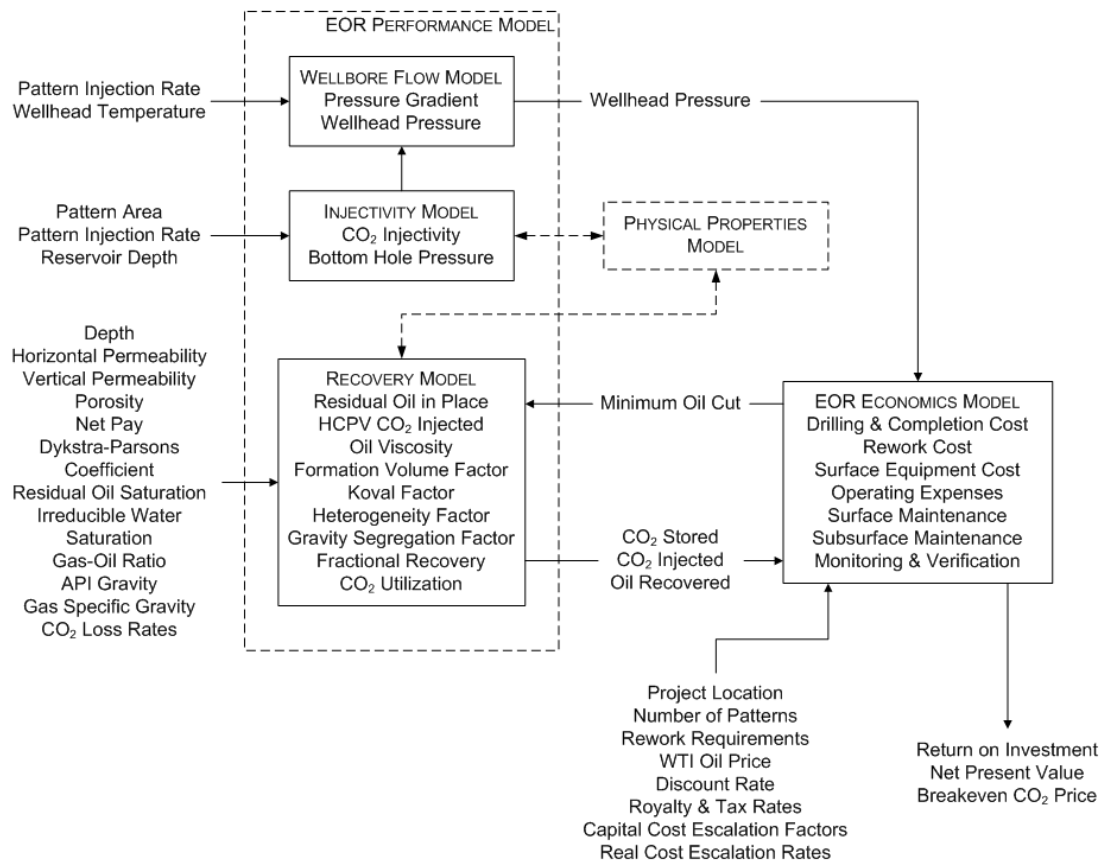 EOR PERFORMANCE MODEL
Pattern Injection Rate
Wellhead Temperature
WELLBORE FLOW MODEL
Pressure Gradient
Wellhead Pressure
Wellhead Pressure
Pattern Area
Pattern Injection Rate
Reservoir Depth
INJECTIVITY MODEL
CO₂ Injectivity
Bottom Hole Pressure
PHYSICAL PROPERTIES
MODEL
Depth
Horizontal Permeability
Vertical Permeability
Porosity
Net Pay
Dykstra-Parsons
Coefficient
Residual Oil Saturation
Irreducible Water
Saturation
Gas-Oil Ratio
API Gravity
Gas Specific Gravity
CO₂ Loss Rates
RECOVERY MODEL
Residual Oil in Place
HCPV CO₂ Injected
Oil Viscosity
Formation Volume Factor
Koval Factor
Heterogeneity Factor
Gravity Segregation Factor
Fractional Recovery
CO₂ Utilization
Minimum Oil Cut
CO₂ Stored
CO₂ Injected
Oil Recovered
EOR ECONOMICS MODEL
Drilling & Completion Cost
Rework Cost
Surface Equipment Cost
Operating Expenses
Surface Maintenance
Subsurface Maintenance
Monitoring & Verification
Project Location
Number of Patterns
Rework Requirements
WTI Oil Price
Discount Rate
Royalty & Tax Rates
Capital Cost Escalation Factors
Real Cost Escalation Rates
Return on Investment
Net Present Value
Breakeven CO₂ Price